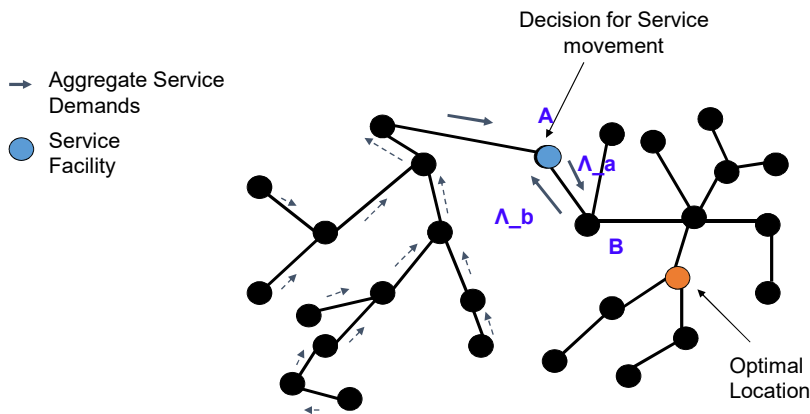 Decision for Service
movement
Aggregate Service
Demands
Service
Facility
A
Λ_a
Λ_b
B
Optimal
Location